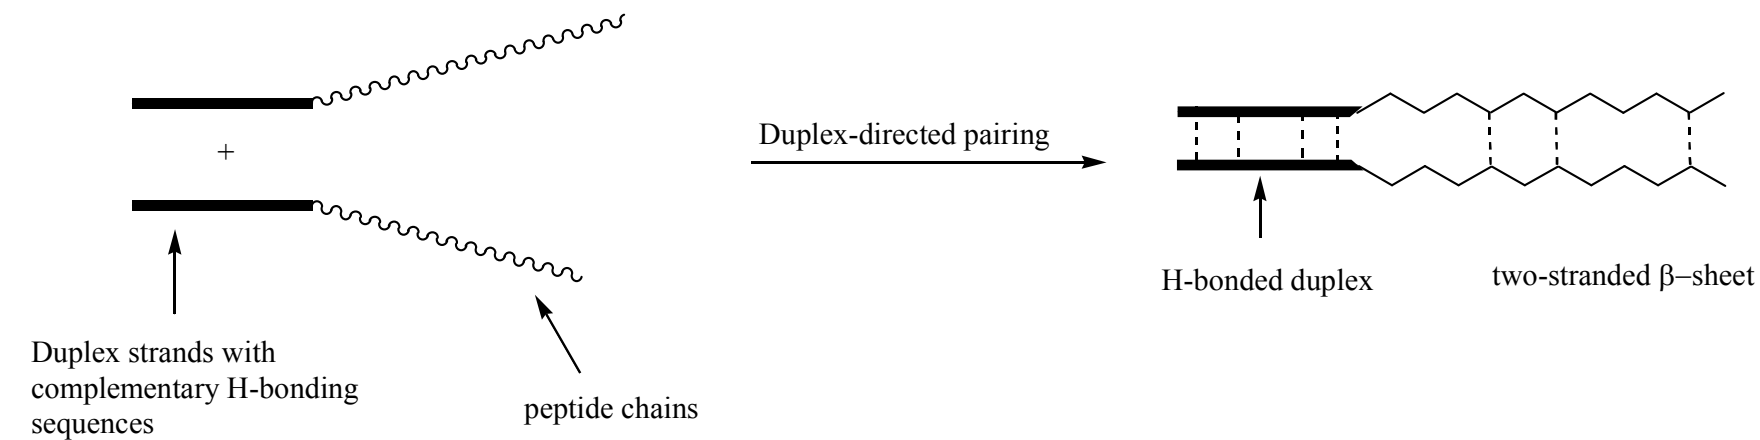 +
Duplex strands with
complementary H-bonding
sequences
peptide chains
Duplex-directed pairing
H-bonded duplex
two-stranded β–sheet